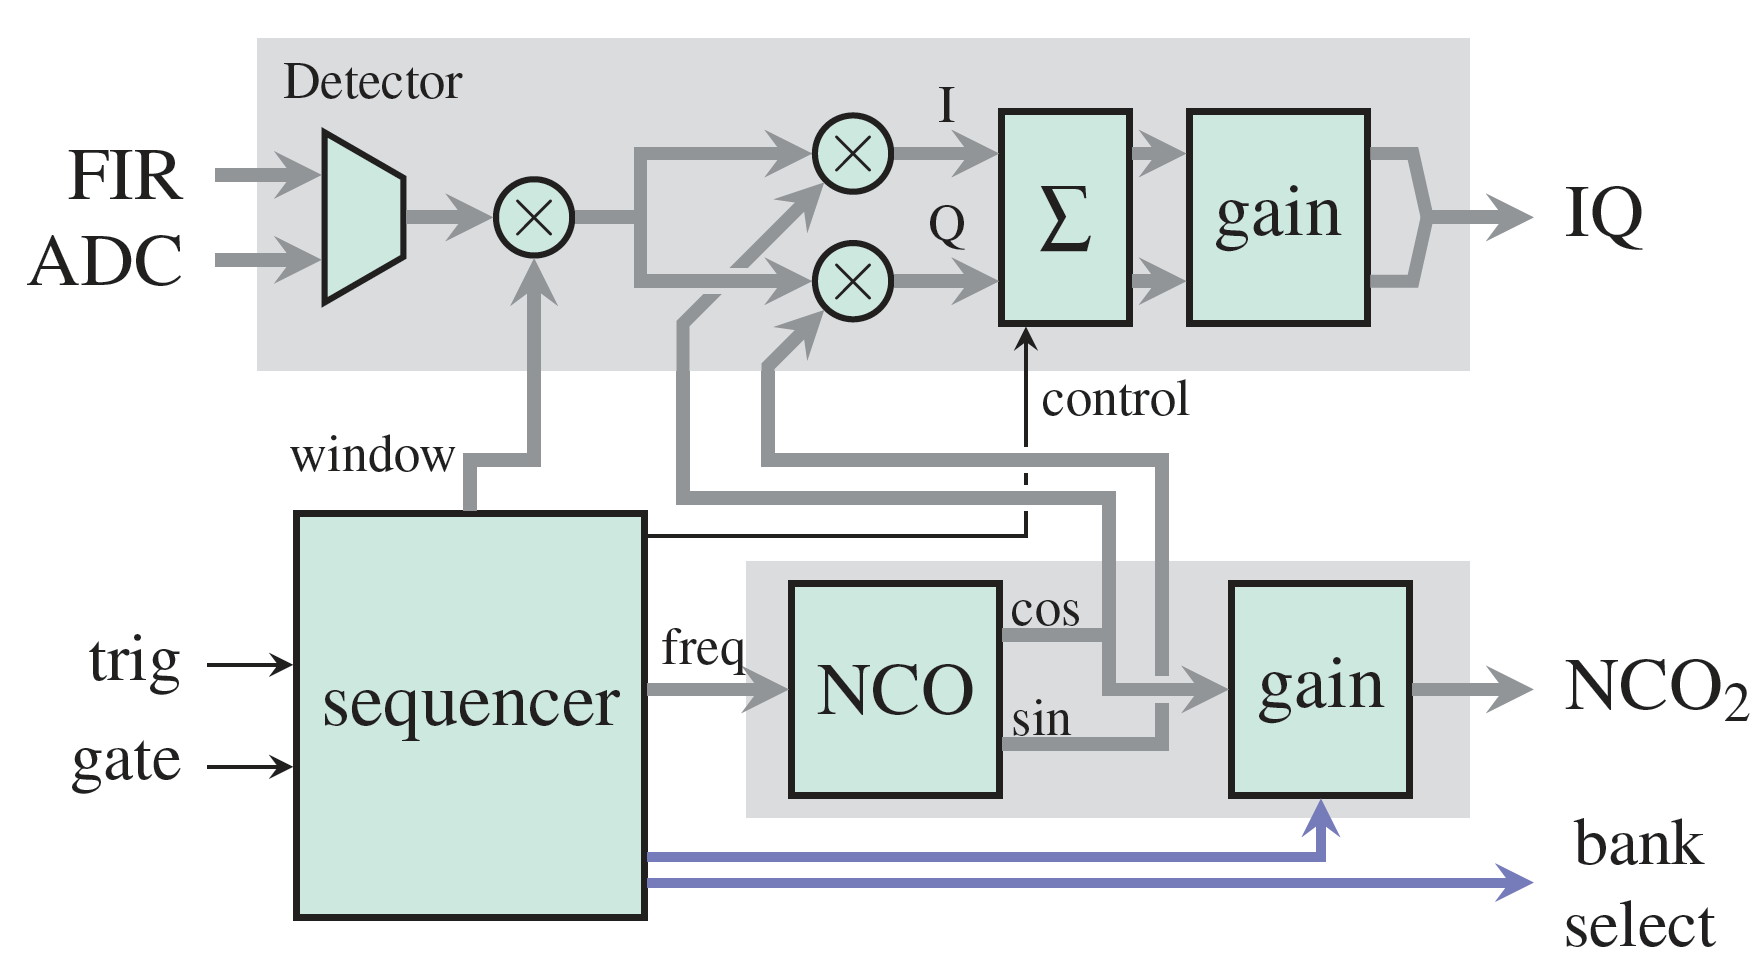 Detector
FIR
ADC
I
Q
Σ
gain
IQ
control
window
trig
gate
sequencer
freq
NCO
cos
sin
gain
NCO₂
bank
select